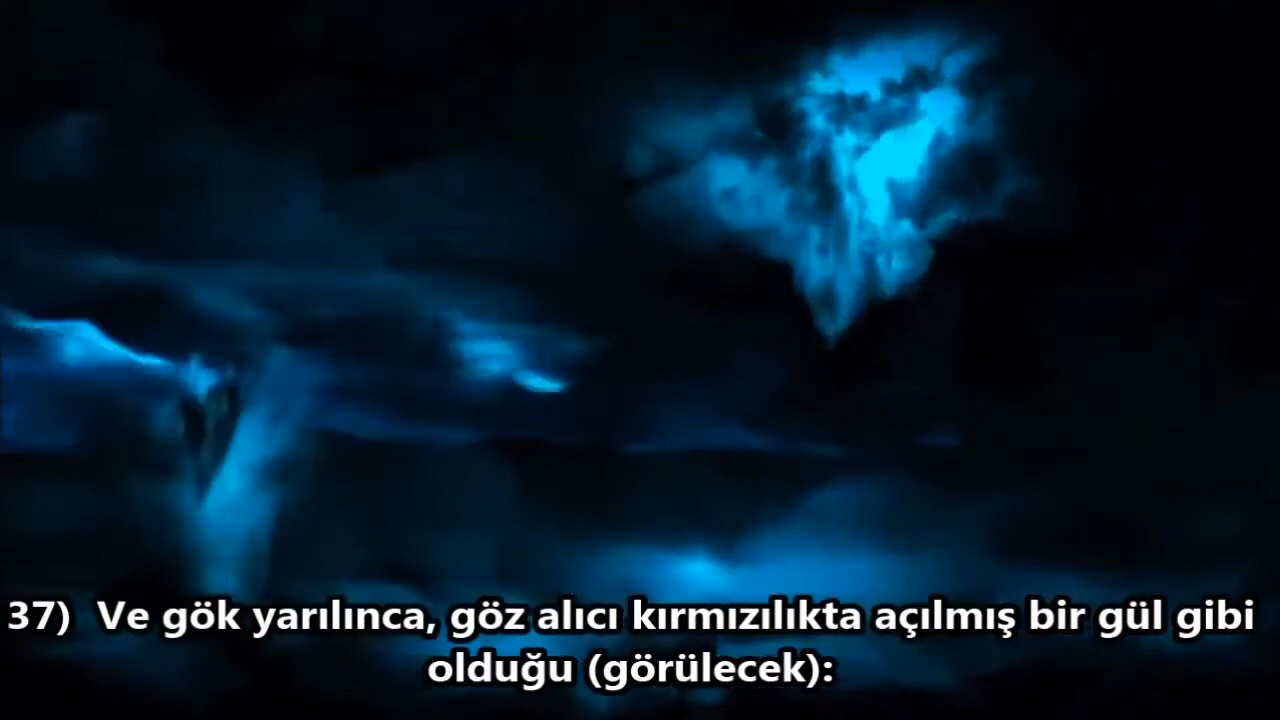 37) Ve gök yarılınca, göz alıcı kırmızılıkta açılmış bir gül gibi
olduğu (görülecek):